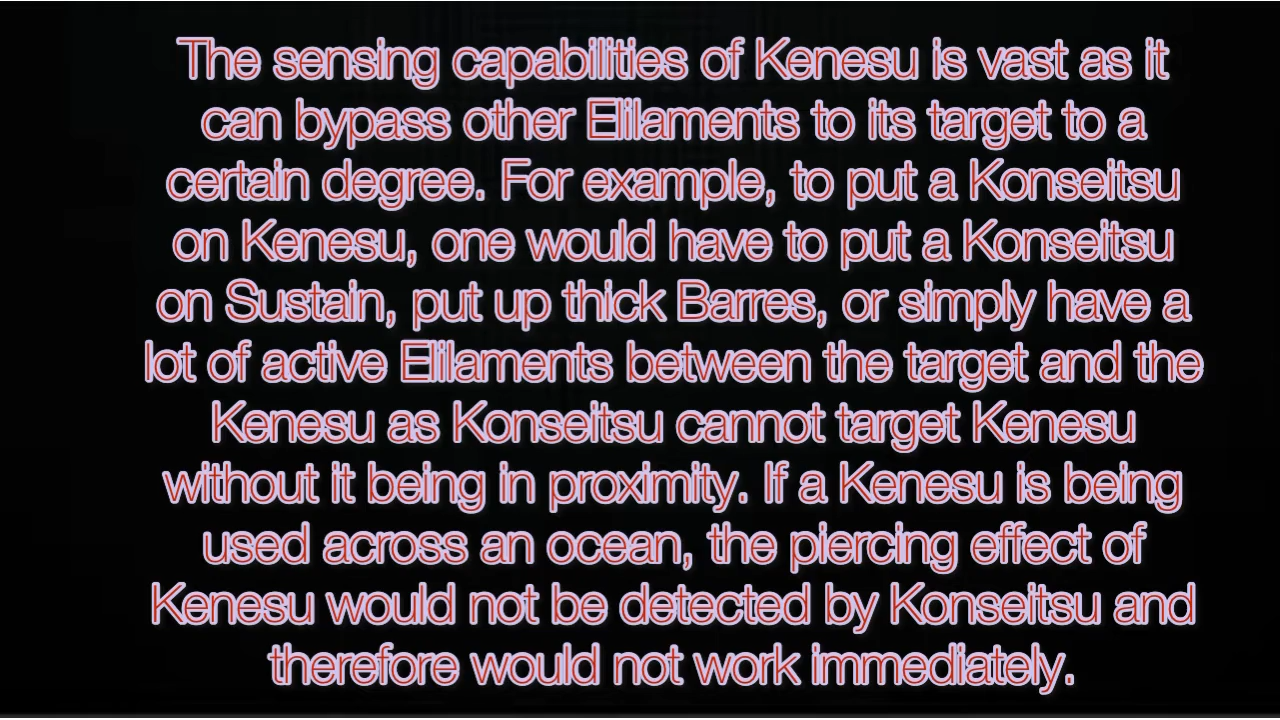 The sensing capabilities of Kenesu is vast as it
can bypass other Elilaments to its target to a
certain degree. For example, to put a Konseitsu
on Kenesu, one would have to put a Konseitsu
on Sustain, put up thick Barres, or simply have a
lot of active Elilaments between the target and the
Kenesu as Konseitsu cannot target Kenesu
without it being in proximity. If a Kenesu is being
used across an ocean, the piercing effect of
Kenesu would not be detected by Konseitsu and
therefore would not work immediately.